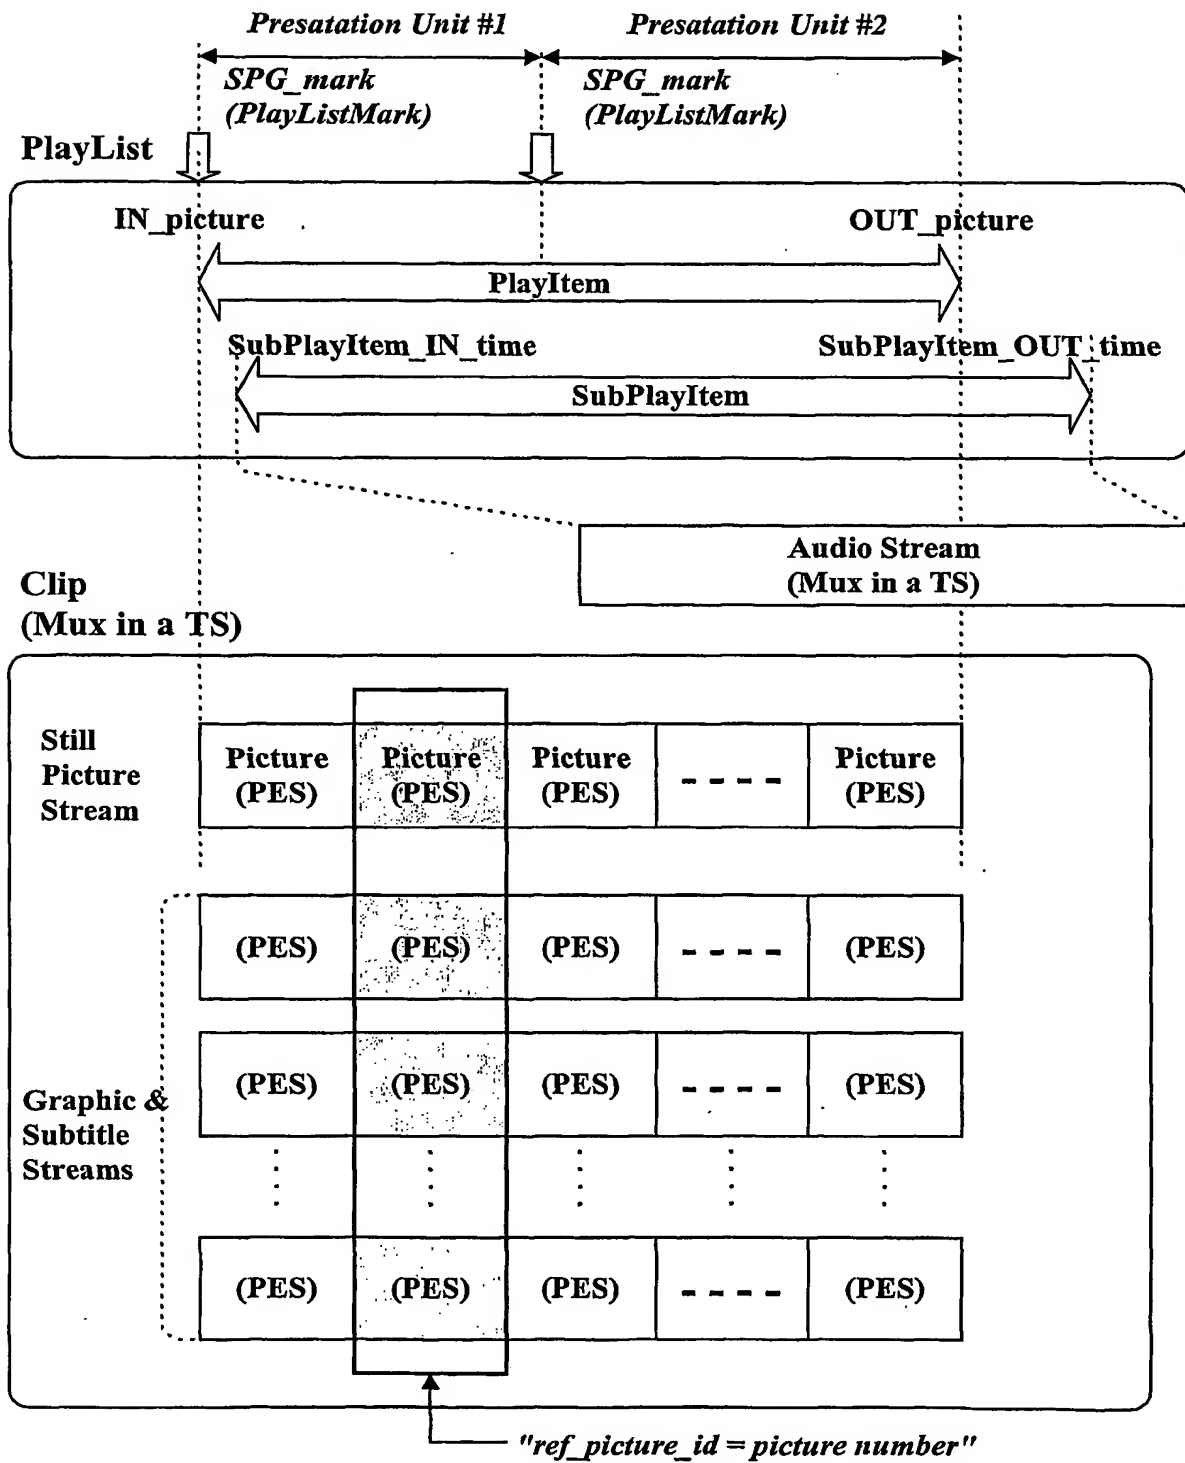 Presatation Unit #1
Presatation Unit #2
SPG_mark
(PlayListMark)
SPG_mark
(PlayListMark)
PlayList
IN_picture
OUT_picture
PlayItem
SubPlayItem_IN_time
SubPlayItem_OUT_time
SubPlayItem
Audio Stream
(Mux in a TS)
Clip
(Mux in a TS)
Still
Picture
Stream
Picture
(PES)
Picture
(PES)
Picture
(PES)
Picture
(PES)
(PES)
(PES)
(PES)
(PES)
(PES)
(PES)
(PES)
(PES)
Graphic &
Subtitle
Streams
(PES)
(PES)
(PES)
(PES)
"ref_picture_id = picture number"